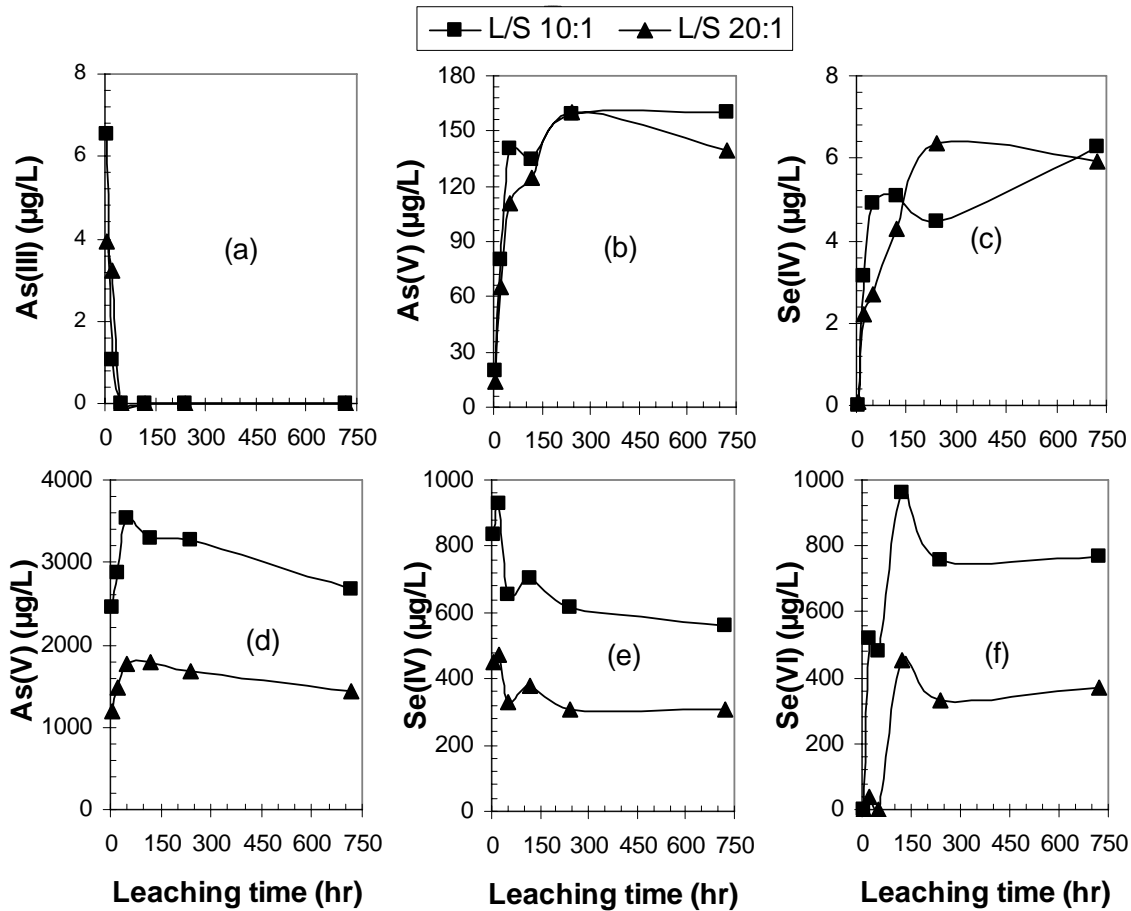 L/S 10:1 L/S 20:1
As(III) (µg/L)
8
6
4
2
0
(a)
0 150 300 450 600 750
As(V) (µg/L)
180
150
120
90
60
30
0
(b)
0 150 300 450 600 750
Se(IV) (µg/L)
8
6
4
2
0
(c)
0 150 300 450 600 750
As(V) (µg/L)
4000
3000
2000
1000
0
(d)
0 150 300 450 600 750
Leaching time (hr)
Se(IV) (µg/L)
1000
800
600
400
200
0
(e)
0 150 300 450 600 750
Leaching time (hr)
Se(VI) (µg/L)
1000
800
600
400
200
0
(f)
0 150 300 450 600 750
Leaching time (hr)